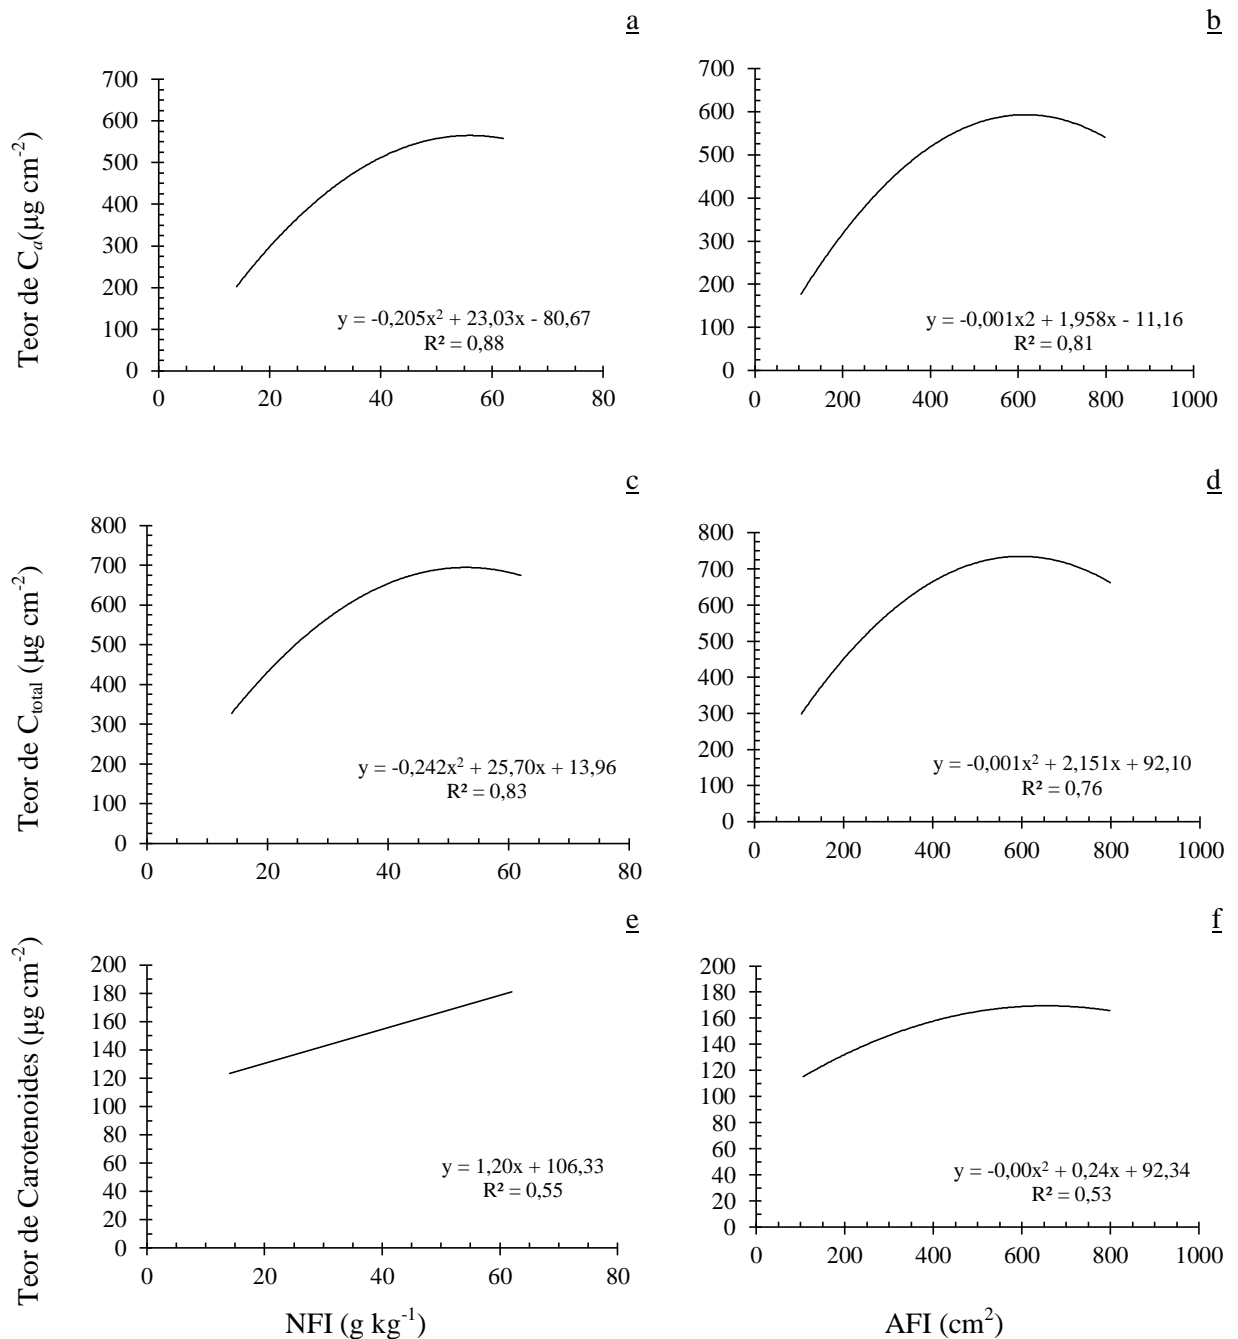 a
Teor de Ca(µg cm-2)
700
600
500
400
300
200
100
0
y = -0,205x2 + 23,03x - 80,67
R² = 0,88
0 20 40 60 80
b
700
600
500
400
300
200
100
0
y = -0,001x2 + 1,958x - 11,16
R² = 0,81
0 200 400 600 800 1000
c
Teor de Ctotal (µg cm-2)
800
700
600
500
400
300
200
100
0
y = -0,242x2 + 25,70x + 13,96
R² = 0,83
0 20 40 60 80
d
800
700
600
500
400
300
200
100
0
y = -0,001x2 + 2,151x + 92,10
R² = 0,76
0 200 400 600 800 1000
e
Teor de Carotenoides (µg cm-2)
200
180
160
140
120
100
80
60
40
20
0
y = 1,20x + 106,33
R² = 0,55
0 20 40 60 80
NFI (g kg-1)
f
200
180
160
140
120
100
80
60
40
20
0
y = -0,00x2 + 0,24x + 92,34
R² = 0,53
0 200 400 600 800 1000
AFI (cm2)